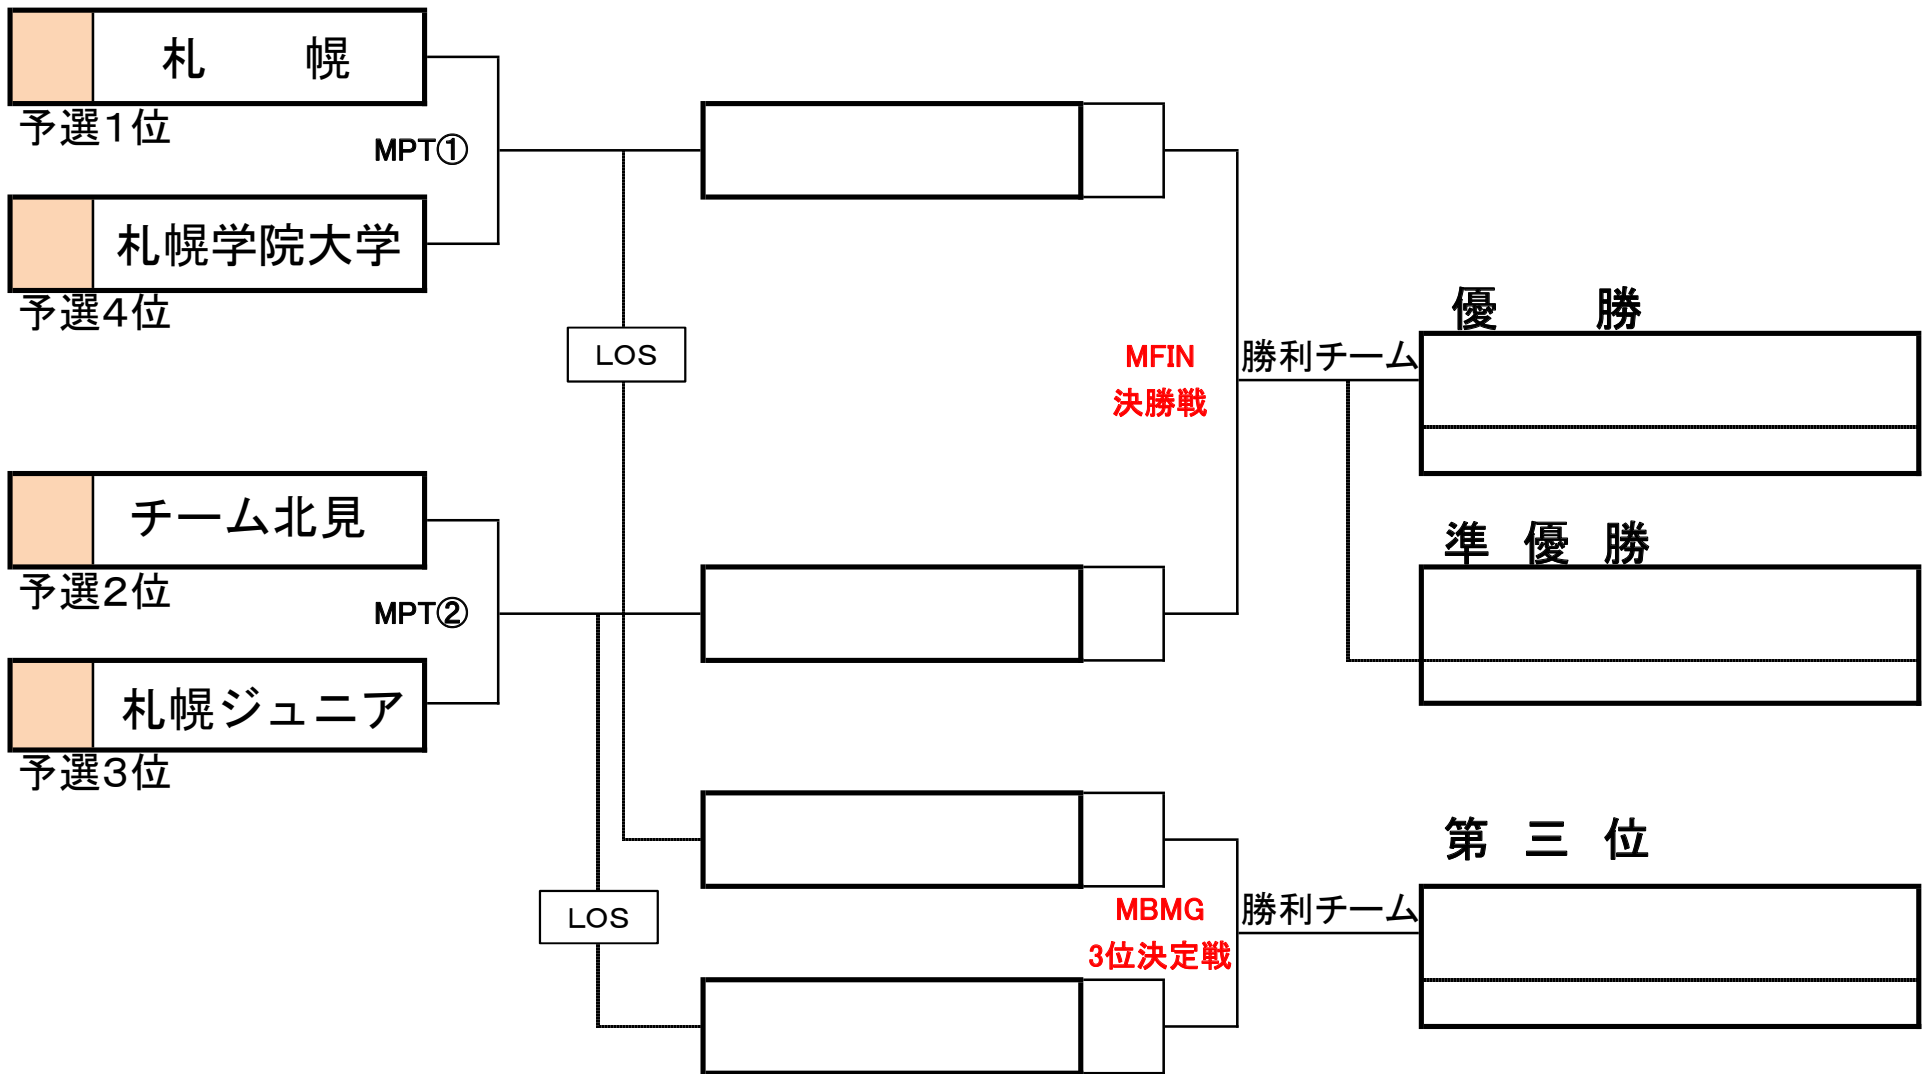 札　　幌
予選1位
MPT①
札幌学院大学
予選4位
LOS
チーム北見
予選2位
MPT②
札幌ジュニア
予選3位
LOS
MFIN
決勝戦
勝利チーム
優　　勝
準 優 勝
MBMG
3位決定戦
勝利チーム
第 三 位